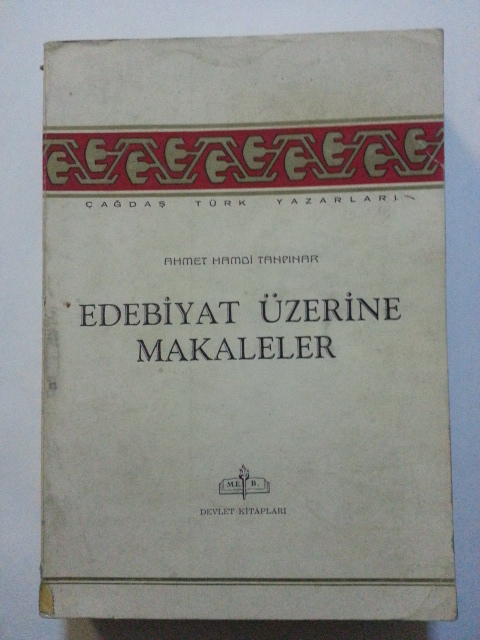 ÇAĞDAŞ TÜRK YAZARLARI
AHMET HAMDİ TANPINAR
EDEBİYAT ÜZERİNE
MAKALELER
M.E. B.
DEVLET KİTAPLARI